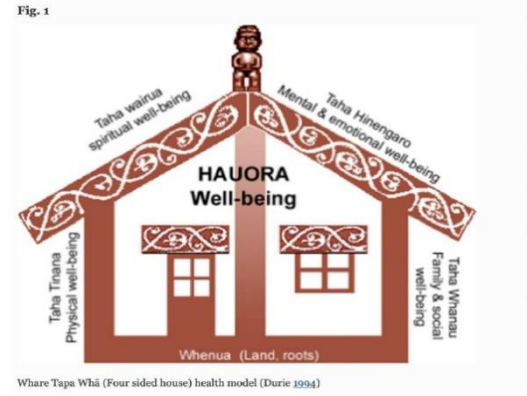 Fig. 1
Taha wairua
spiritual well-being
Taha Hinengaro
Mental & emotional well-being
HAUORA
Well-being
Taha Tinana
Physical well-being
Taha Whanau
Family & social
well-being
Whenua (Land, roots)
Whare Tapa Whā (Four sided house) health model (Durie 1994)